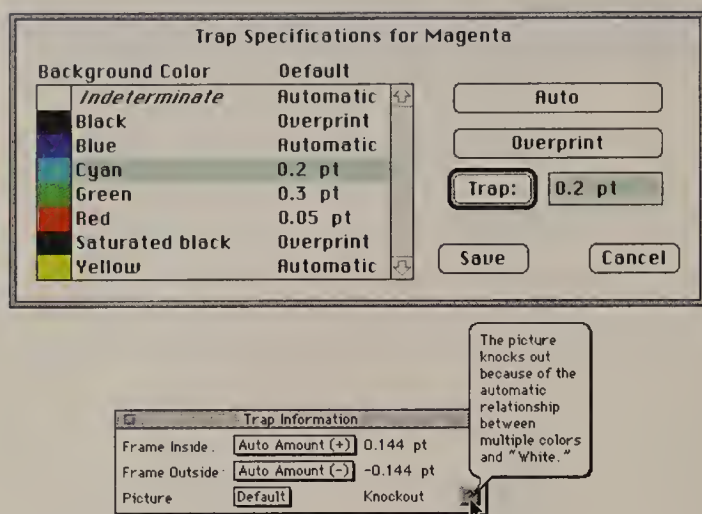 Trap Specifications for Magenta
Background Color Default
Indeterminate Automatic
Black Overprint
Blue Automatic
Cyan 0.2 pt
Green 0.3 pt
Red 0.05 pt
Saturated black Overprint
Yellow Automatic
Auto
Overprint
Trap: 0.2 pt
Save Cancel
The picture
knocks out
because of the
automatic
relationship
between
multiple colors
and "White."
Trap Information
Frame Inside: Auto Amount (+) 0.144 pt
Frame Outside: Auto Amount (-) -0.144 pt
Picture Default Knockout